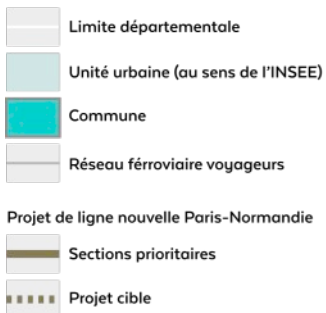 Limite départementale
Unité urbaine (au sens de l'INSEE)
Commune
Réseau férroviaire voyageurs
Projet de ligne nouvelle Paris-Normandie
Sections prioritaires
Projet cible